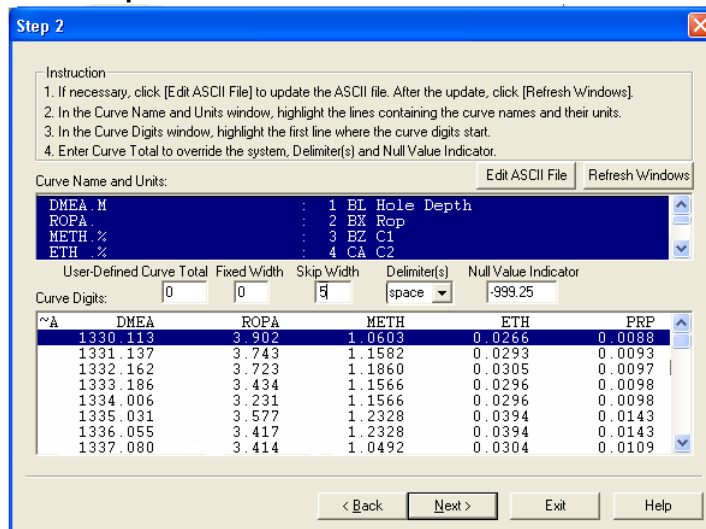 Step 2
Instruction
1. If necessary, click [Edit ASCII File] to update the ASCII file. After the update, click [Refresh Windows].
2. In the Curve Name and Units window, highlight the lines containing the curve names and their units.
3. In the Curve Digits window, highlight the first line where the curve digits start.
4. Enter Curve Total to override the system, Delimiter(s) and Null Value Indicator.
Curve Name and Units: Edit ASCII File Refresh Windows
DMEA.M : 1 BL Hole Depth
ROPA. : 2 BX Rop
METH.% : 3 BZ C1
ETH .% : 4 CA C2
User-Defined Curve Total Fixed Width Skip Width Delimiter(s) Null Value Indicator
Curve Digits: 0 0 5 space -999.25
~A DMEA ROPA METH ETH PRP
1330.113 3.902 1.0603 0.0266 0.0088
1331.137 3.743 1.1582 0.0293 0.0093
1332.162 3.723 1.1860 0.0305 0.0097
1333.186 3.434 1.1566 0.0296 0.0098
1334.006 3.231 1.1566 0.0296 0.0098
1335.031 3.577 1.2328 0.0394 0.0143
1336.055 3.417 1.2328 0.0394 0.0143
1337.080 3.414 1.0492 0.0304 0.0109
< Back Next > Exit Help